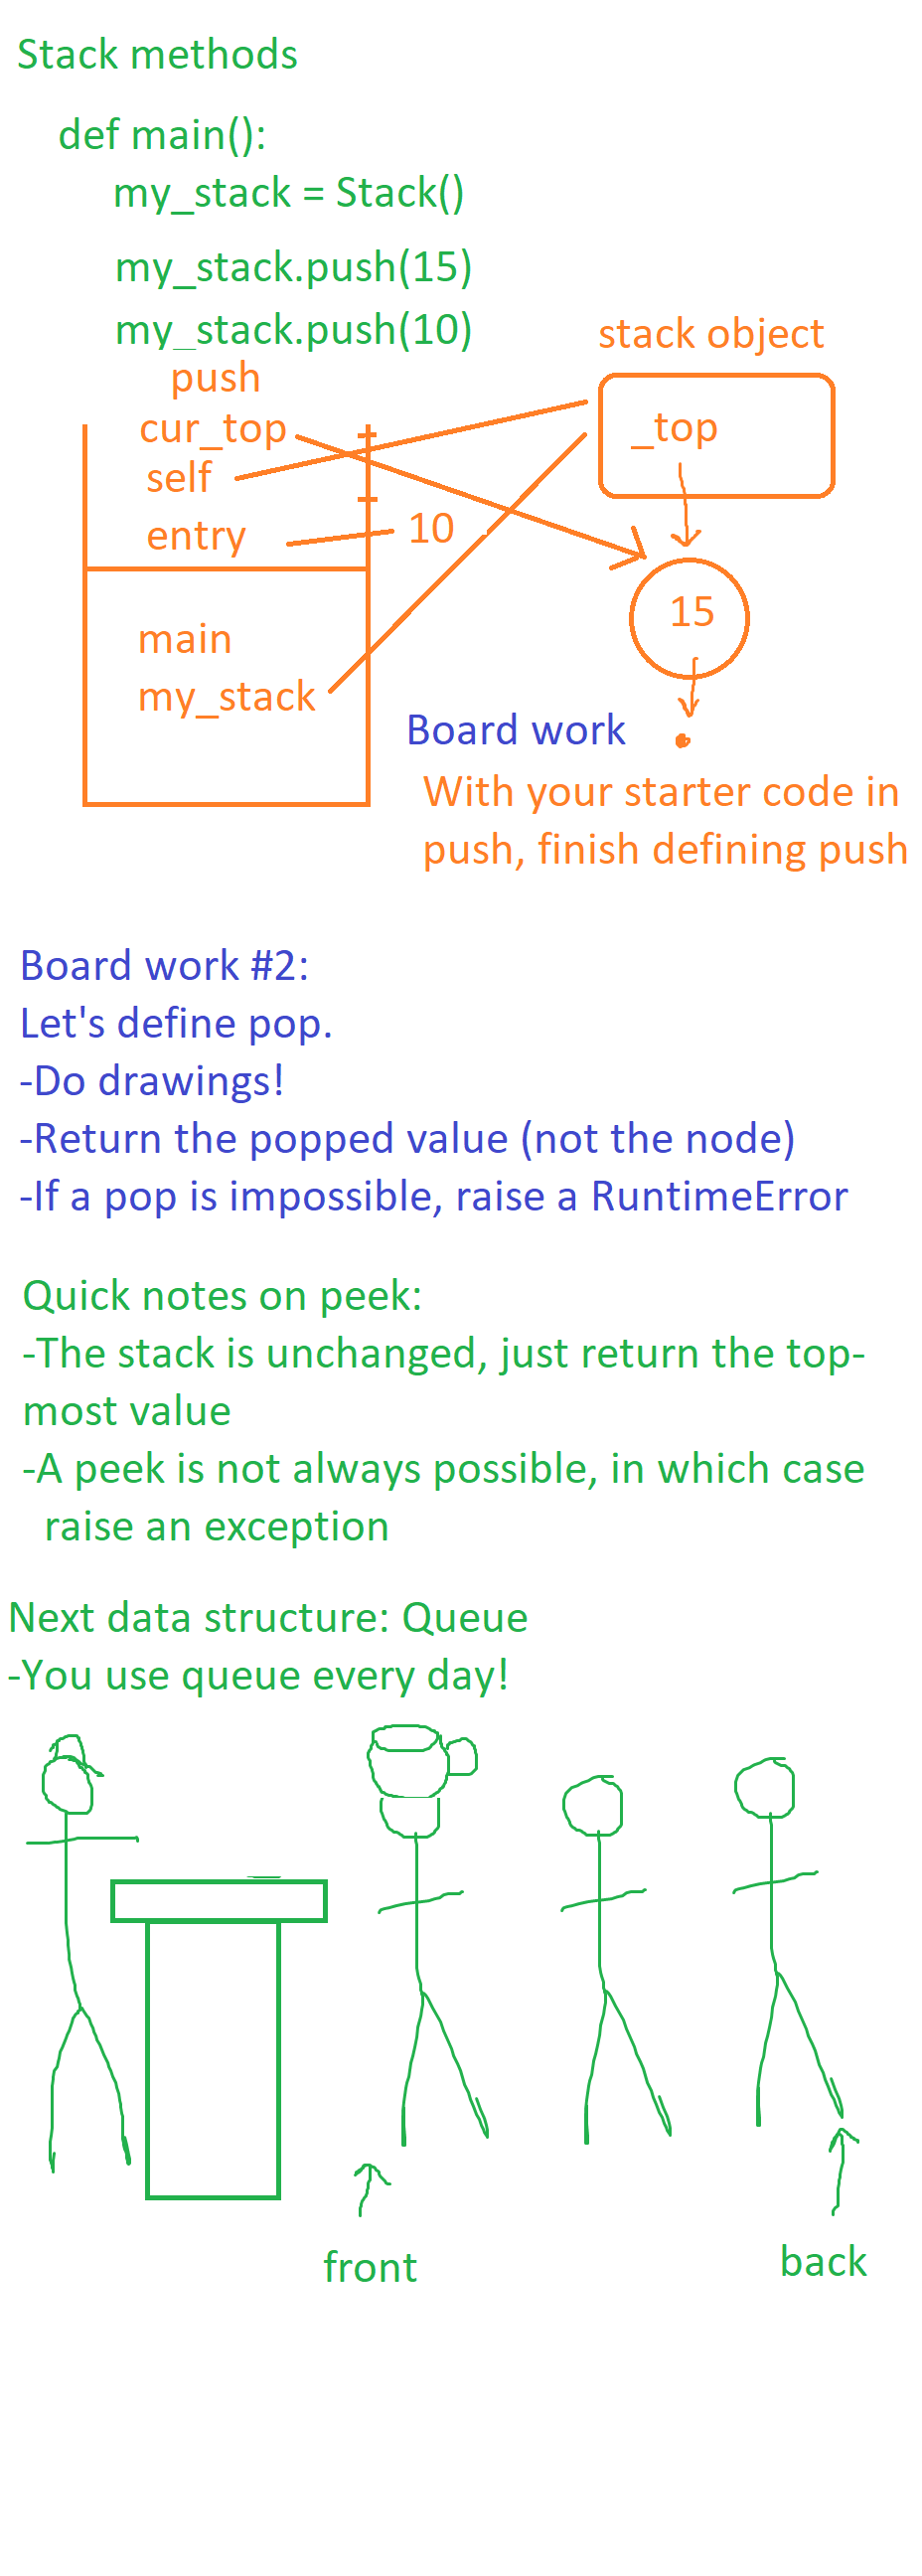 Stack methods
def main():
my_stack = Stack()
my_stack.push(15)
my_stack.push(10)
push
cur_top
self
entry
10
main
my_stack
stack object
_top
15
Board work
With your starter code in
push, finish defining push
Board work #2:
Let's define pop.
-Do drawings!
-Return the popped value (not the node)
-If a pop is impossible, raise a RuntimeError
Quick notes on peek:
-The stack is unchanged, just return the top-
most value
-A peek is not always possible, in which case
raise an exception
Next data structure: Queue
-You use queue every day!
front
back